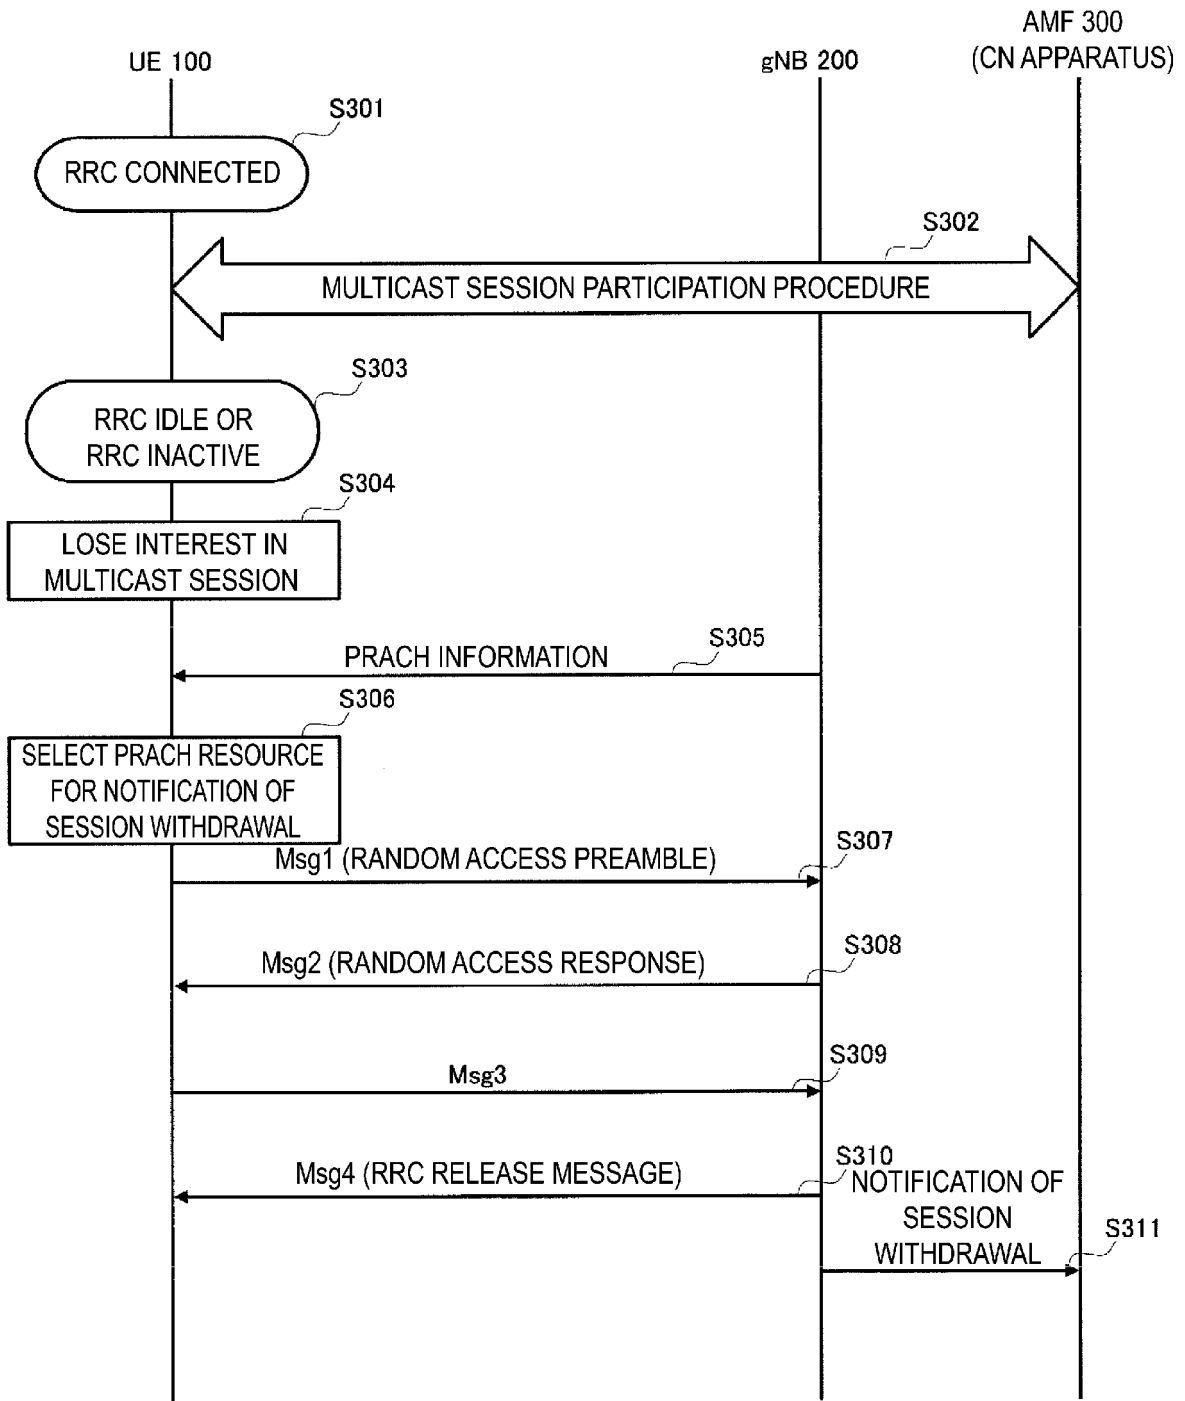 AMF 300
(CN APPARATUS)
UE 100
gNB 200
S301
RRC CONNECTED
S302
MULTICAST SESSION PARTICIPATION PROCEDURE
S303
RRC IDLE OR
RRC INACTIVE
S304
LOSE INTEREST IN
MULTICAST SESSION
S305
PRACH INFORMATION
S306
SELECT PRACH RESOURCE
FOR NOTIFICATION OF
SESSION WITHDRAWAL
S307
Msg1 (RANDOM ACCESS PREAMBLE)
S308
Msg2 (RANDOM ACCESS RESPONSE)
S309
Msg3
S310
Msg4 (RRC RELEASE MESSAGE)
NOTIFICATION OF
SESSION
WITHDRAWAL
S311